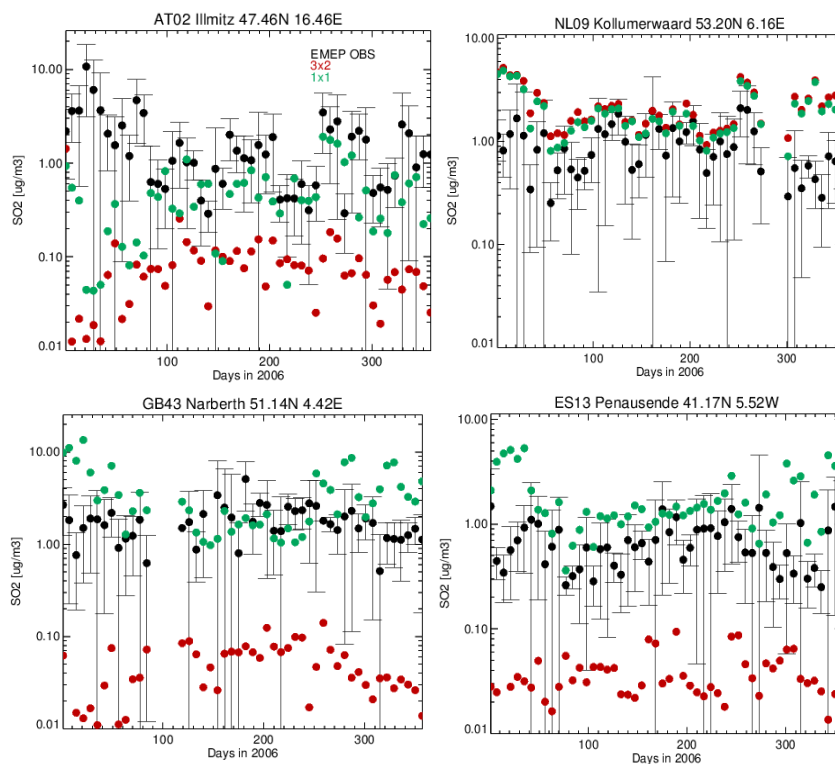 AT02 Illmitz 47.46N 16.46E
EMEP OBS
3x2
1x1
10.00
1.00
0.10
0.01
SO2 [ug/m3]
100
200
300
Days in 2006
NL09 Kollumerwaard 53.20N 6.16E
10.00
1.00
0.10
0.01
SO2 [ug/m3]
100
200
300
Days in 2006
GB43 Narberth 51.14N 4.42E
10.00
1.00
0.10
0.01
SO2 [ug/m3]
100
200
300
Days in 2006
ES13 Penausende 41.17N 5.52W
10.00
1.00
0.10
0.01
SO2 [ug/m3]
100
200
300
Days in 2006